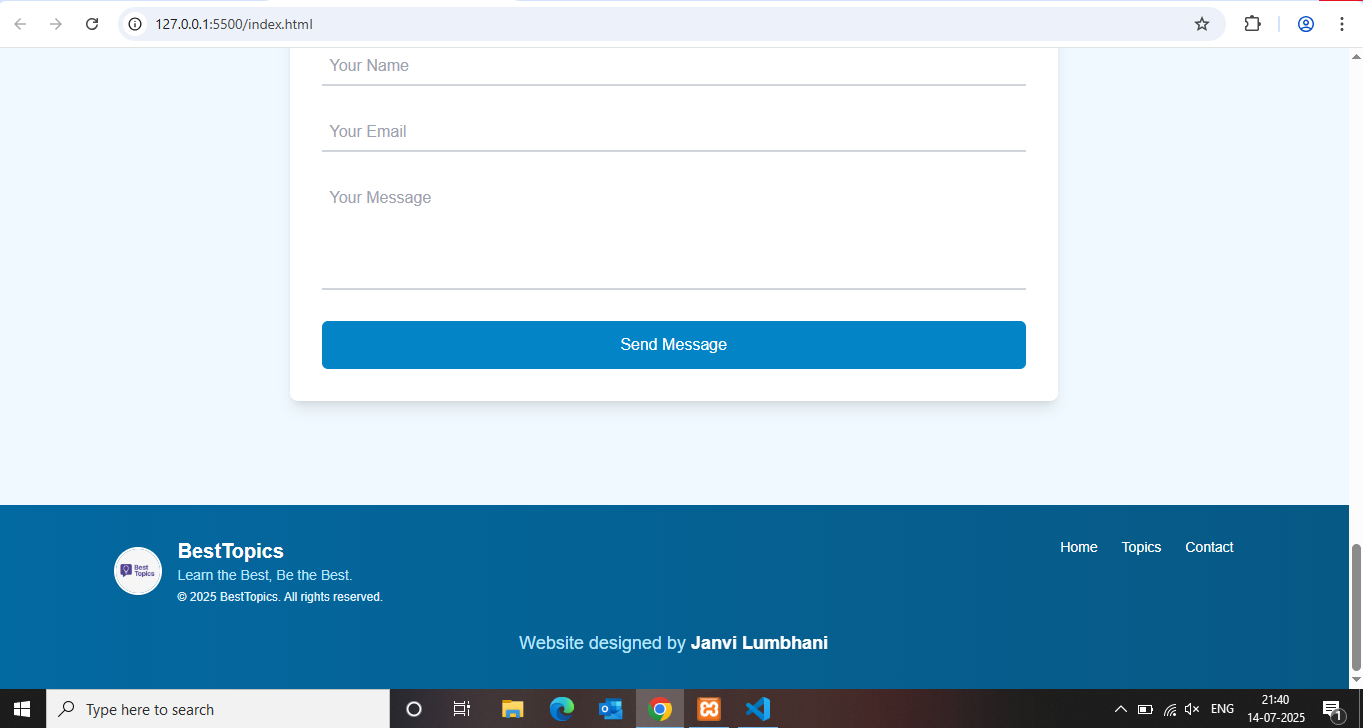 127.0.0.1:5500/index.html
Your Name
Your Email
Your Message
Send Message
Best
Topics
BestTopics
Learn the Best, Be the Best.
© 2025 BestTopics. All rights reserved.
Home Topics Contact
Website designed by Janvi Lumbhani
Type here to search
ENG
21:40
14-07-2025
1